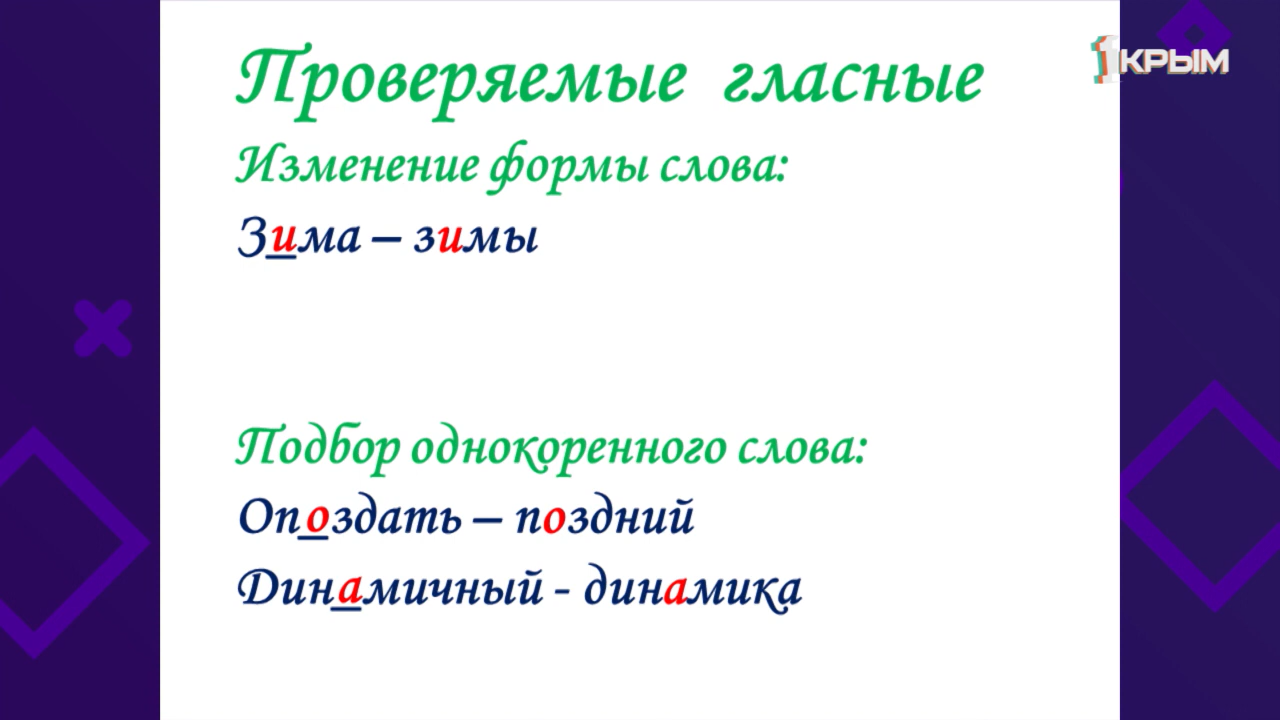 Проверяемые гласные
1КРЫМ
Изменение формы слова:
Зима – зимы
Подбор однокоренного слова:
Опоздать – поздний
Динамичный - динамика